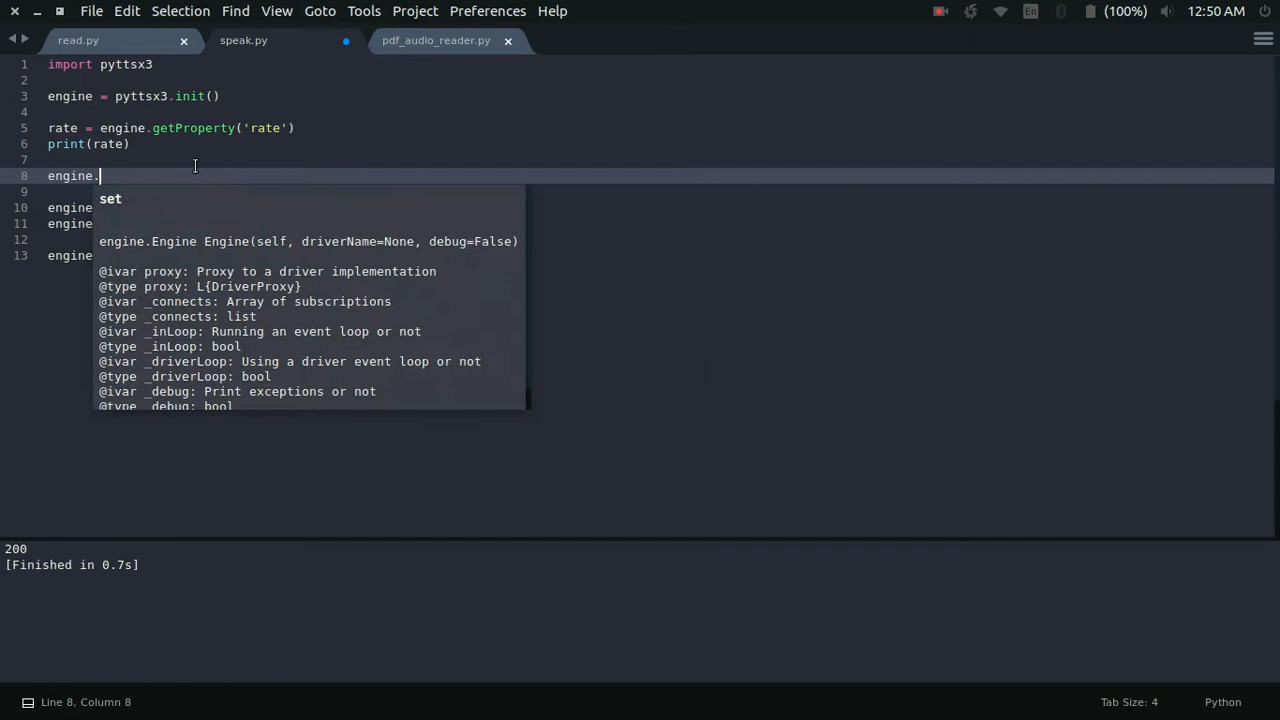 File Edit Selection Find View Goto Tools Project Preferences Help En (100%) 12:50 AM
read.py speak.py pdf_audio_reader.py
1 import pyttsx3
2
3 engine = pyttsx3.init()
4
5 rate = engine.getProperty('rate')
6 print(rate)
7
8 engine.
9
set
10 engine
11 engine
12
engine.Engine Engine(self, driverName=None, debug=False)
13 engine
@ivar proxy: Proxy to a driver implementation
@type proxy: L{DriverProxy}
@ivar _connects: Array of subscriptions
@type _connects: list
@ivar _inLoop: Running an event loop or not
@type _inLoop: bool
@ivar _driverLoop: Using a driver event loop or not
@type _driverLoop: bool
@ivar _debug: Print exceptions or not
@type _debug: bool
200
[Finished in 0.7s]
Line 8, Column 8 Tab Size: 4 Python